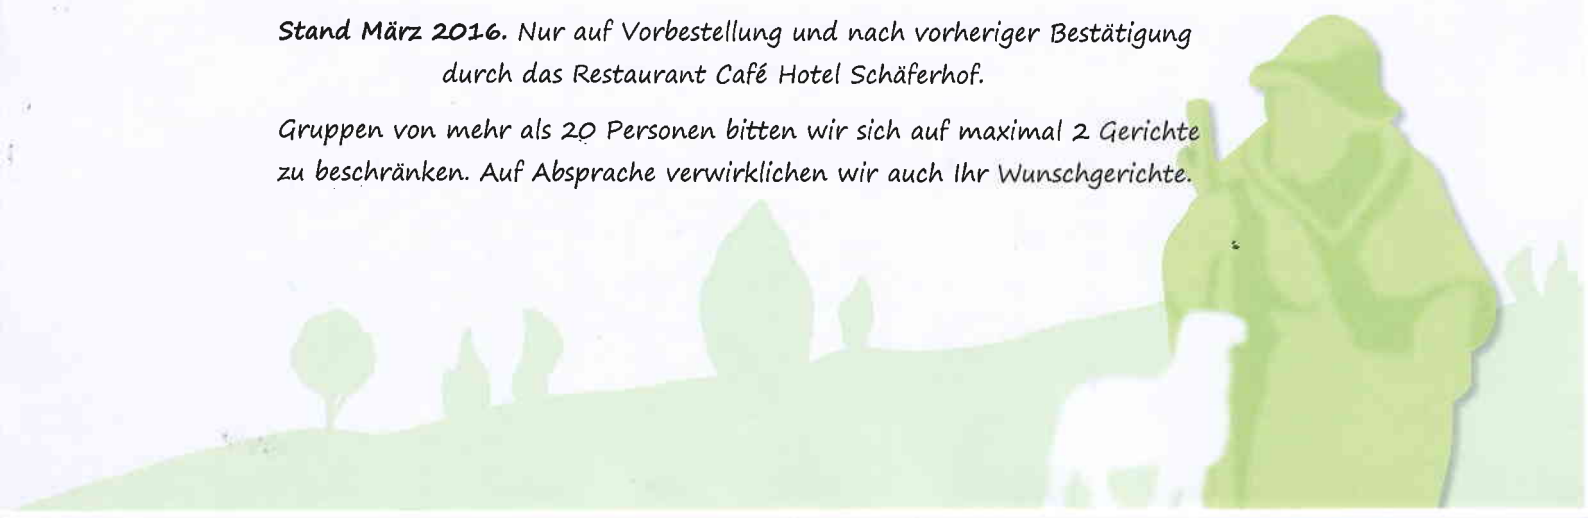 Stand März 2016. Nur auf Vorbestellung und nach vorheriger Bestätigung
durch das Restaurant Café Hotel Schäferhof.
Gruppen von mehr als 20 Personen bitten wir sich auf maximal 2 Gerichte
zu beschränken. Auf Absprache verwirklichen wir auch Ihr Wunschgerichte.